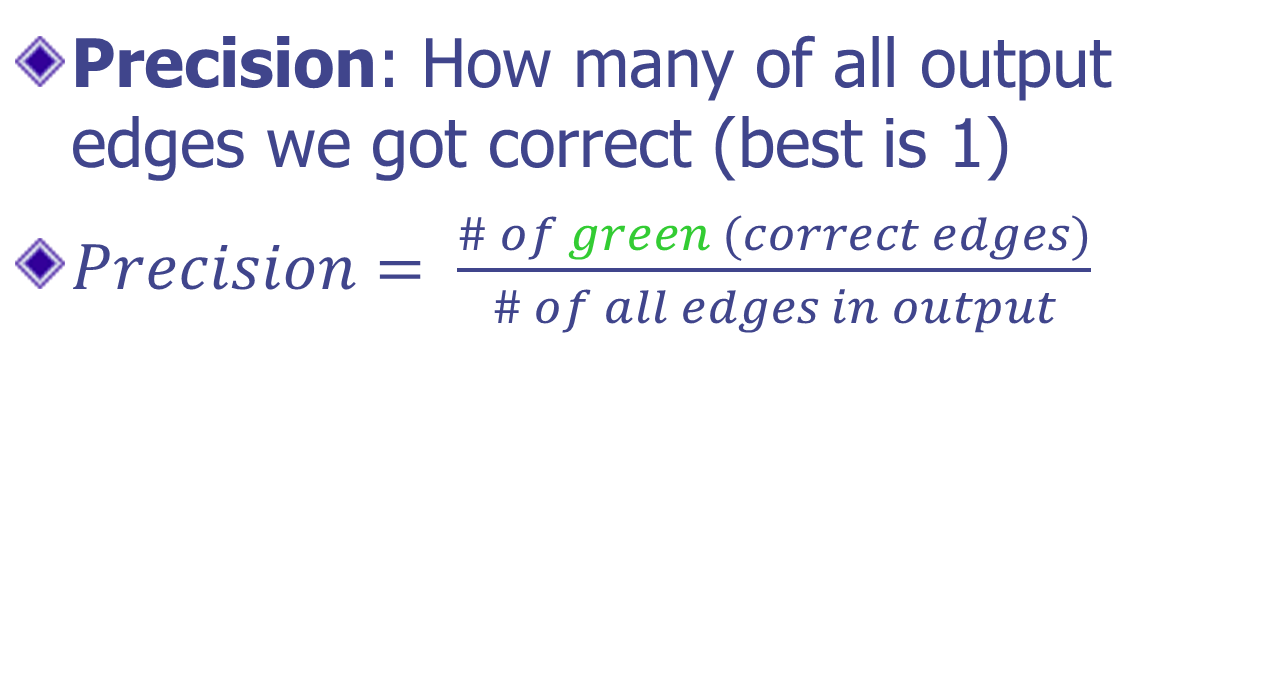 Precision: How many of all output
edges we got correct (best is 1)
Precision = # of green (correct edges)
# of all edges in output